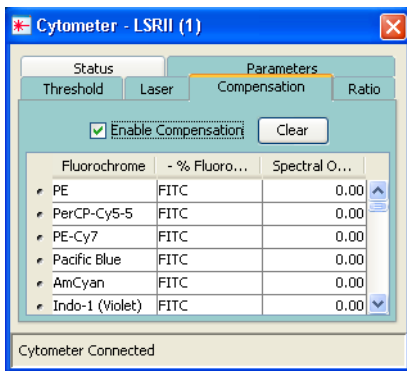 Cytometer - LSRII (1)
Status Parameters
Threshold Laser Compensation Ratio
Enable Compensation Clear
Fluorochrome - % Fluoro... Spectral O...
PE FITC 0.00
PerCP-Cy5-5 FITC 0.00
PE-Cy7 FITC 0.00
Pacific Blue FITC 0.00
AmCyan FITC 0.00
Indo-1 (Violet) FITC 0.00
Cytometer Connected